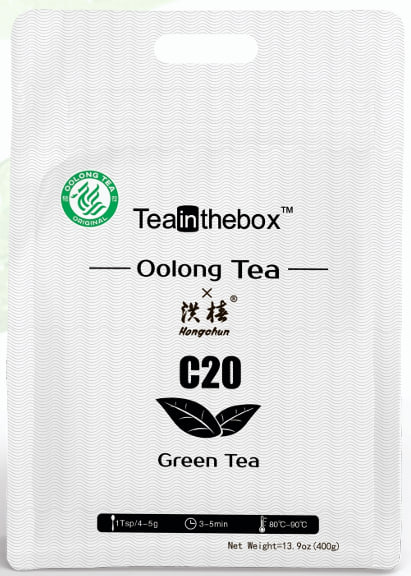 OOLONG TEA
ORIGINAL
Teainthebox™
Oolong Tea
×
洪椿®
Hongchun
C20
Green Tea
1Tsp/4-5g 3-5min 80℃-90℃
Net Weight=13.9oz(400g)